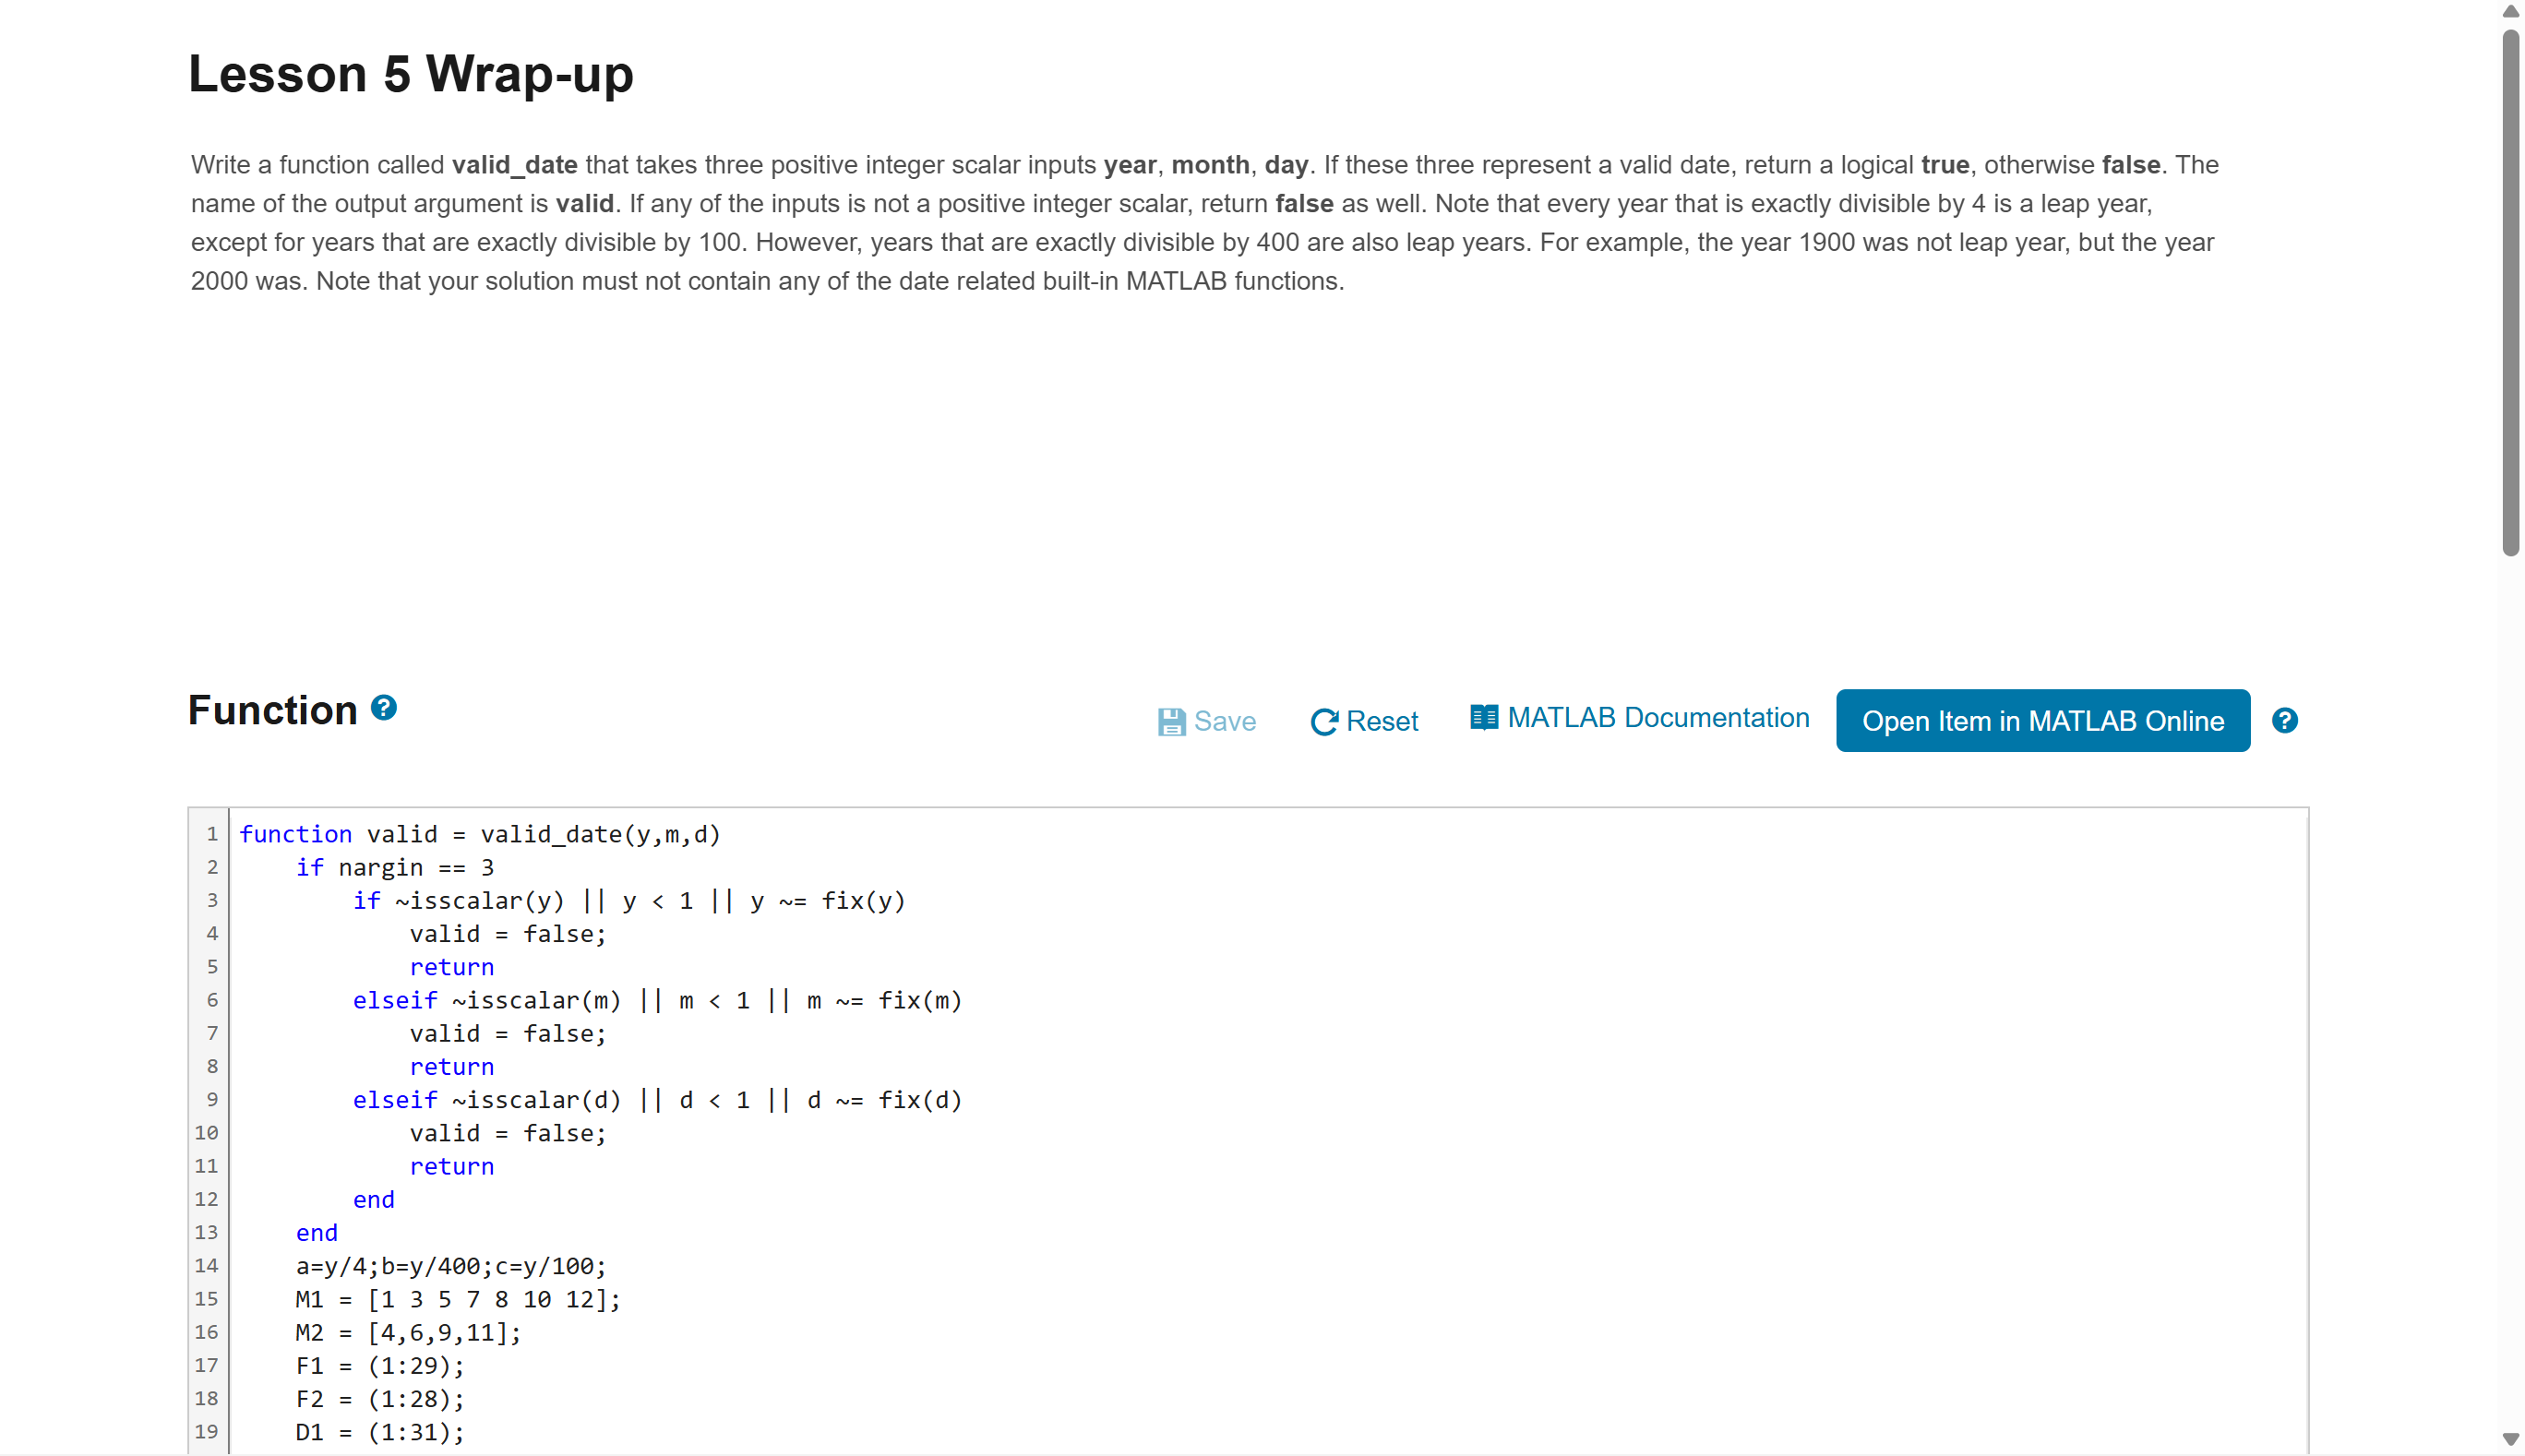 Lesson 5 Wrap-up
Write a function called valid_date that takes three positive integer scalar inputs year, month, day. If these three represent a valid date, return a logical true, otherwise false. The
name of the output argument is valid. If any of the inputs is not a positive integer scalar, return false as well. Note that every year that is exactly divisible by 4 is a leap year,
except for years that are exactly divisible by 100. However, years that are exactly divisible by 400 are also leap years. For example, the year 1900 was not leap year, but the year
2000 was. Note that your solution must not contain any of the date related built-in MATLAB functions.
Function ?
Save Reset MATLAB Documentation Open Item in MATLAB Online ?
1 function valid = valid_date(y,m,d)
2     if nargin == 3
3         if ~isscalar(y) || y < 1 || y ~= fix(y)
4             valid = false;
5             return
6         elseif ~isscalar(m) || m < 1 || m ~= fix(m)
7             valid = false;
8             return
9         elseif ~isscalar(d) || d < 1 || d ~= fix(d)
10             valid = false;
11             return
12         end
13     end
14     a=y/4;b=y/400;c=y/100;
15     M1 = [1 3 5 7 8 10 12];
16     M2 = [4,6,9,11];
17     F1 = (1:29);
18     F2 = (1:28);
19     D1 = (1:31);